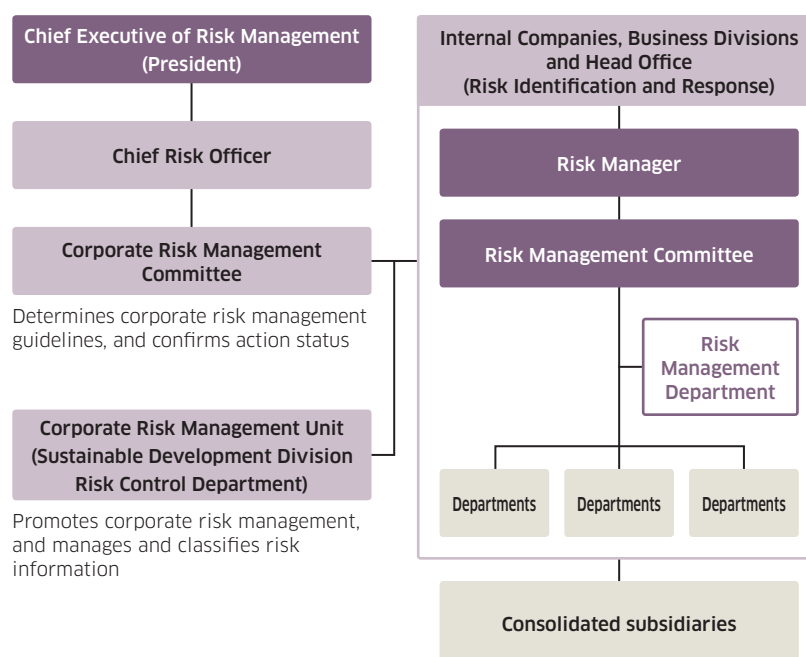 Chief Executive of Risk Management
(President)
Chief Risk Officer
Corporate Risk Management
Committee
Determines corporate risk management
guidelines, and confirms action status
Corporate Risk Management Unit
(Sustainable Development Division
Risk Control Department)
Promotes corporate risk management,
and manages and classifies risk
information
Internal Companies, Business Divisions
and Head Office
(Risk Identification and Response)
Risk Manager
Risk Management Committee
Risk
Management
Department
Departments
Departments
Departments
Consolidated subsidiaries